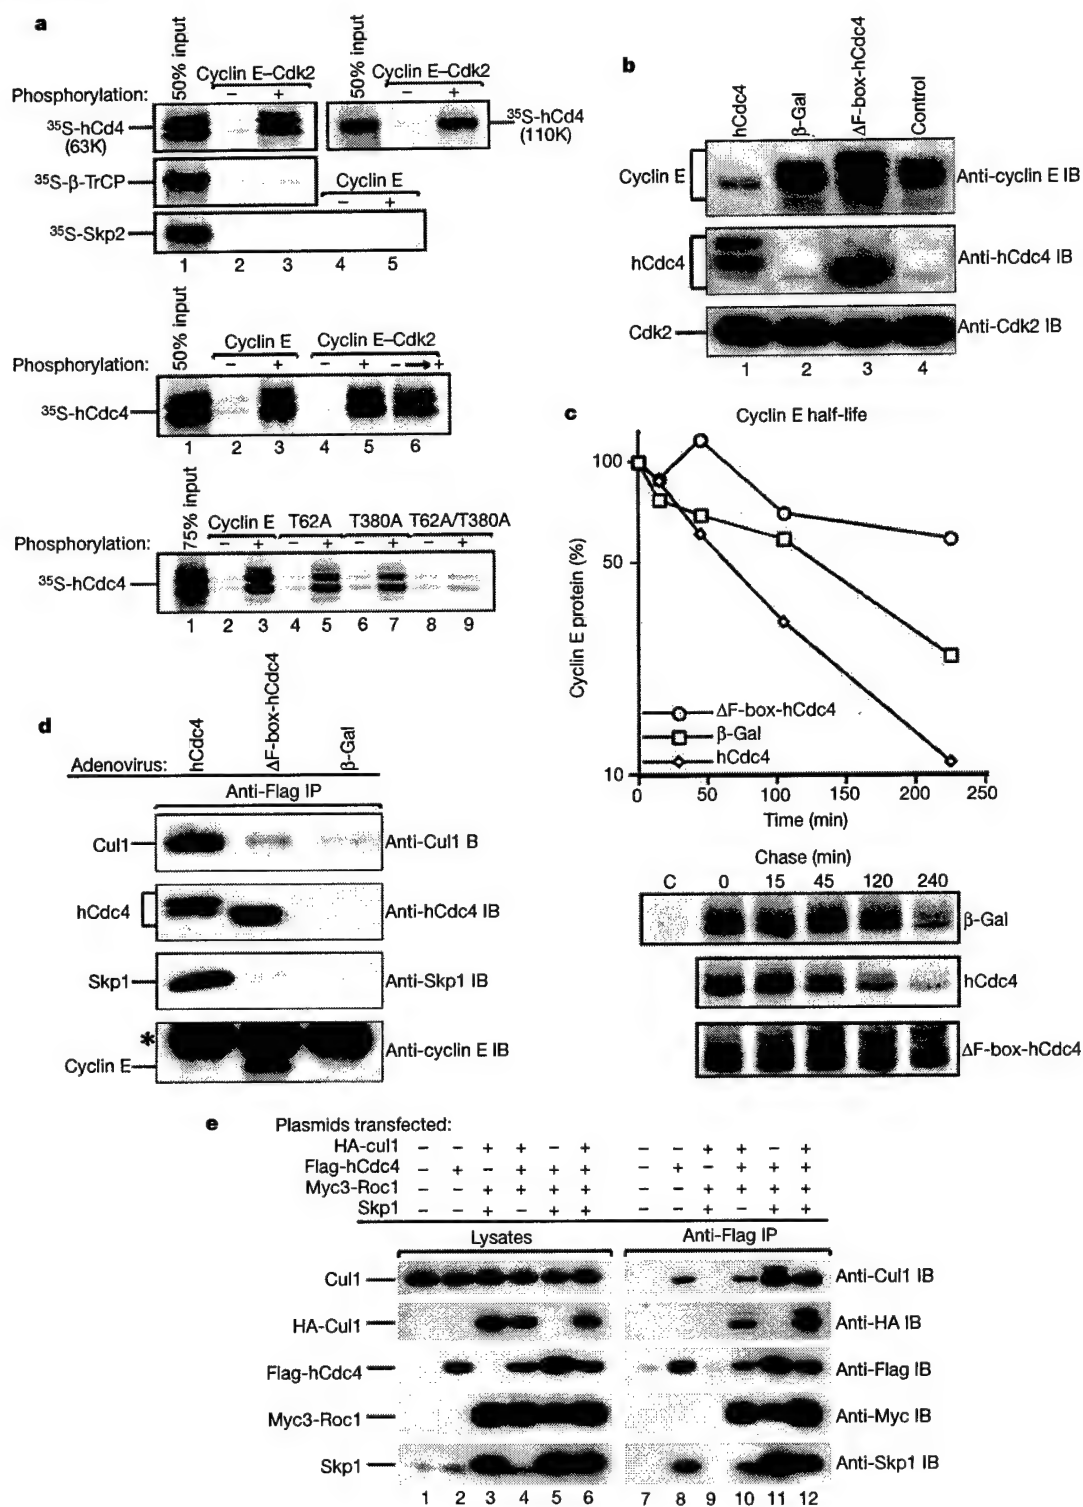 a
50% input
Cyclin E–Cdk2
50% input
Cyclin E–Cdk2
Phosphorylation: – + – +
35S-hCd4
(63K)
35S-hCd4
(110K)
35S-β-TrCP
Cyclin E
– +
35S-Skp2
1 2 3 4 5
50% input
Cyclin E
Cyclin E–Cdk2
Phosphorylation: – + – + – → +
35S-hCdc4
1 2 3 4 5 6
75% input
Cyclin E T62A T380A T62A/T380A
Phosphorylation: – + – + – + – +
35S-hCdc4
1 2 3 4 5 6 7 8 9
b
hCdc4
β-Gal
ΔF-box-hCdc4
Control
Cyclin E
Anti-cyclin E IB
hCdc4
Anti-hCdc4 IB
Cdk2
Anti-Cdk2 IB
1 2 3 4
c
Cyclin E half-life
Cyclin E protein (%)
100
50
10
ΔF-box-hCdc4
β-Gal
hCdc4
0 50 100 150 200 250
Time (min)
Chase (min)
C 0 15 45 120 240
β-Gal
hCdc4
ΔF-box-hCdc4
d
Adenovirus:
hCdc4
ΔF-box-hCdc4
β-Gal
Anti-Flag IP
Cul1
Anti-Cul1 B
hCdc4
Anti-hCdc4 IB
Skp1
Anti-Skp1 IB
*
Cyclin E
Anti-cyclin E IB
e
Plasmids transfected:
HA-cul1 – – + + – + – – + + – +
Flag-hCdc4 – + – + + + – + – + + +
Myc3-Roc1 – – + + + + – – + + + +
Skp1 – – + – + + – – + – + +
Lysates
Anti-Flag IP
Cul1
Anti-Cul1 IB
HA-Cul1
Anti-HA IB
Flag-hCdc4
Anti-Flag IB
Myc3-Roc1
Anti-Myc IB
Skp1
Anti-Skp1 IB
1 2 3 4 5 6 7 8 9 10 11 12